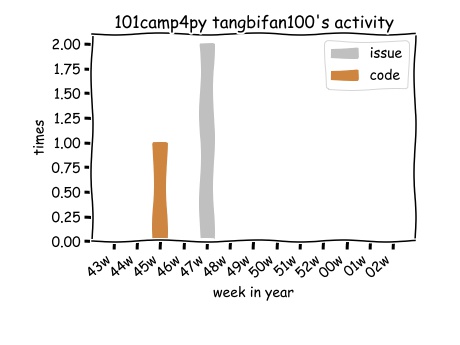 101camp4py tangbifan100's activity
2.00
1.75
1.50
1.25
1.00
0.75
0.50
0.25
0.00
times
issue
code
43w 44w 45w 46w 47w 48w 49w 50w 51w 52w 00w 01w 02w
week in year